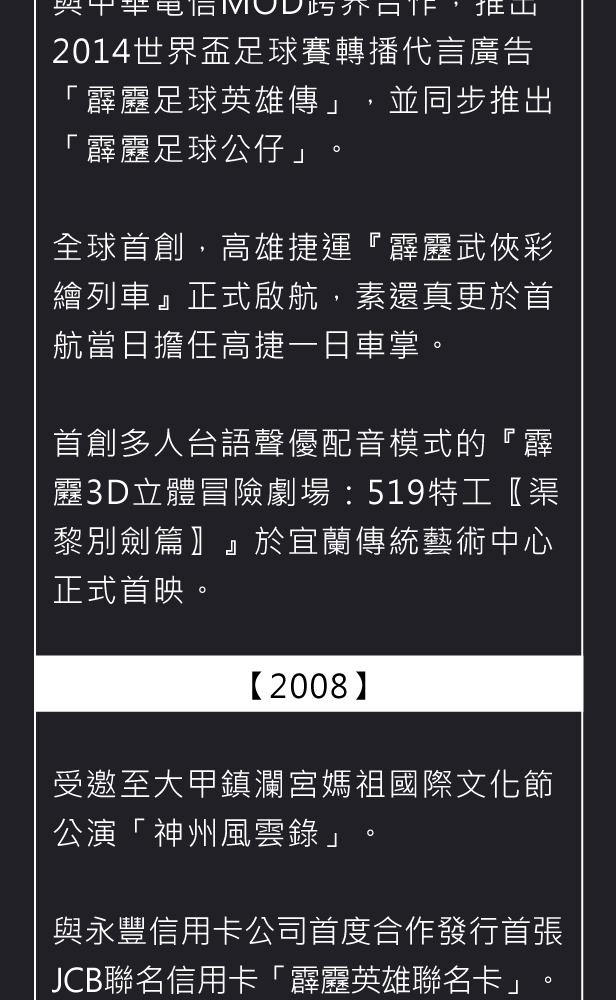 與中華電信MOD跨界合作，推出
2014世界盃足球賽轉播代言廣告
「霹靂足球英雄傳」，並同步推出
「霹靂足球公仔」。
全球首創，高雄捷運『霹靂武俠彩
繪列車』正式啟航，素還真更於首
航當日擔任高捷一日車掌。
首創多人台語聲優配音模式的『霹
靂3D立體冒險劇場：519特工〖渠
黎別劍篇〗』於宜蘭傳統藝術中心
正式首映。
【2008】
受邀至大甲鎮瀾宮媽祖國際文化節
公演「神州風雲錄」。
與永豐信用卡公司首度合作發行首張
JCB聯名信用卡「霹靂英雄聯名卡」。